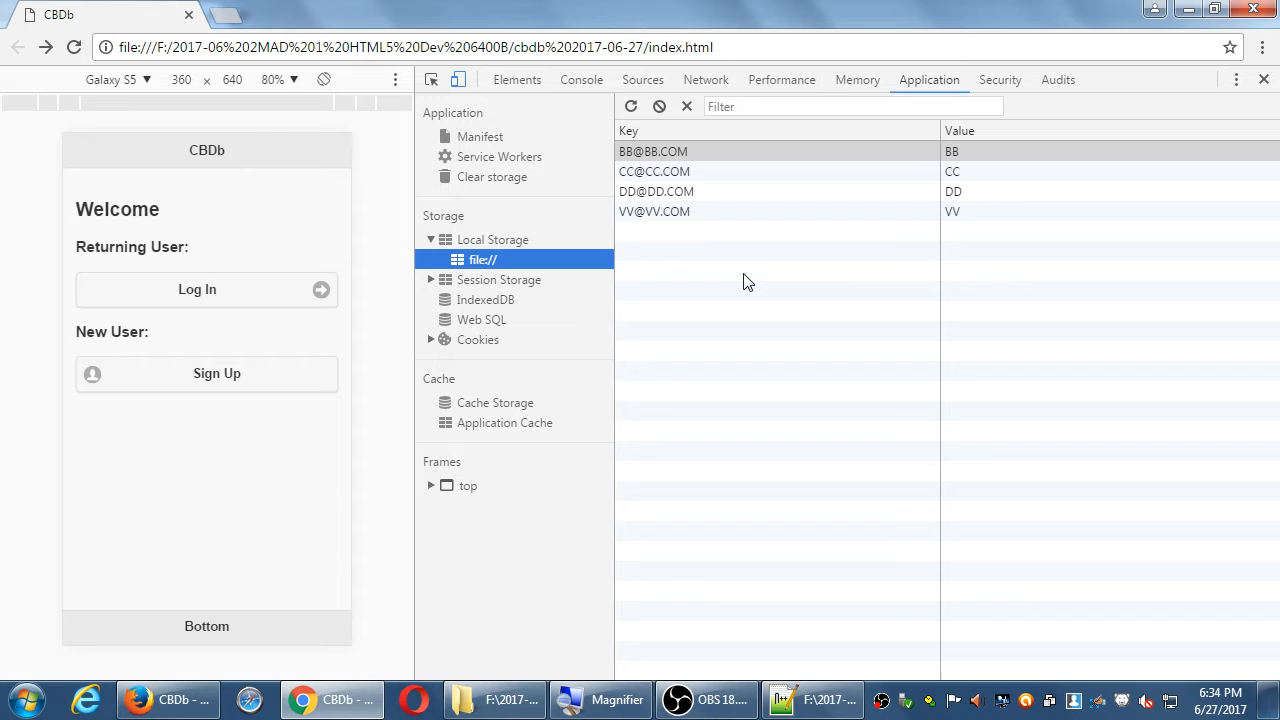 CBDb
file:///F:/2017-06%202MAD%201%20HTML5%20Dev%206400B/cbdb%202017-06-27/index.html
Galaxy S5 ▼ 360 × 640 80% ▼
Elements Console Sources Network Performance Memory Application Security Audits
CBDb
Welcome
Returning User:
Log In
New User:
Sign Up
Bottom
Application
Manifest
Service Workers
Clear storage
Storage
Local Storage
file://
Session Storage
IndexedDB
Web SQL
Cookies
Cache
Cache Storage
Application Cache
Frames
top
Filter
Key Value
BB@BB.COM BB
CC@CC.COM CC
DD@DD.COM DD
VV@VV.COM VV
CBDb - ... CBDb - ... F:\2017-... Magnifier OBS 18.... F:\2017-...
6:34 PM
6/27/2017